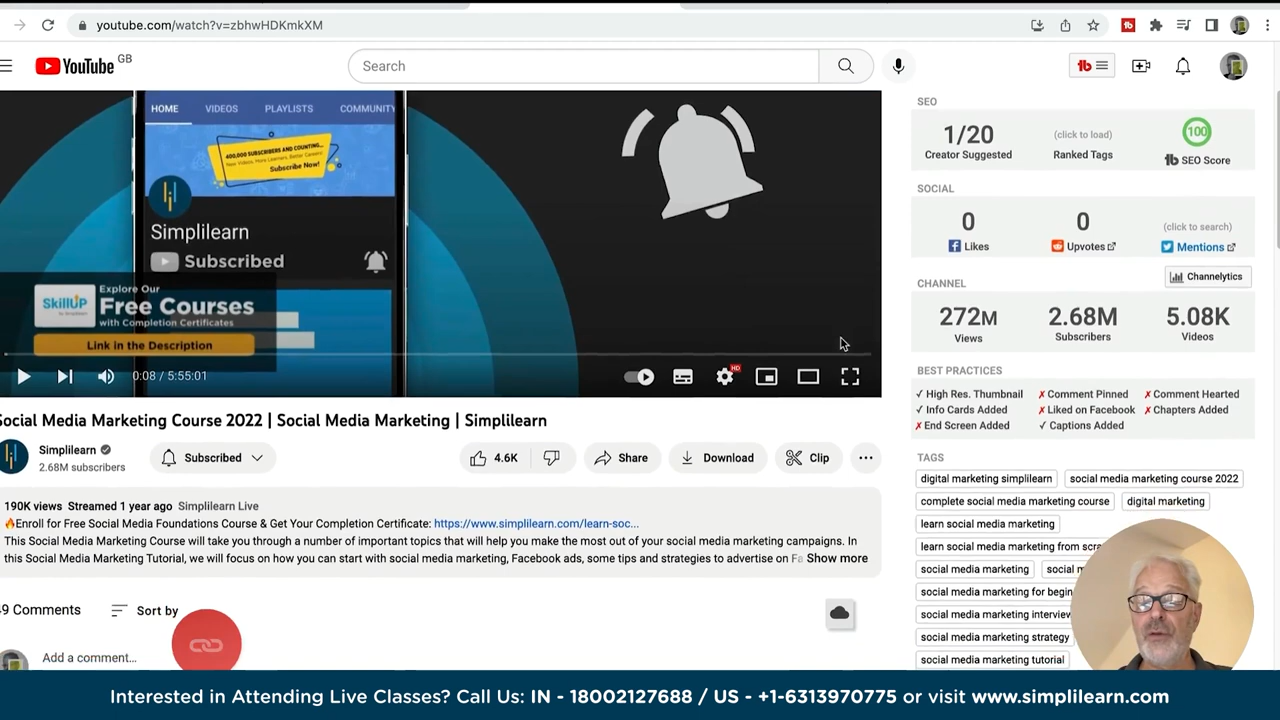 youtube.com/watch?v=zbhwHDKmkXM
YouTube GB
Search
tb
HOME VIDEOS PLAYLISTS COMMUNITY
400,000 SUBSCRIBERS AND COUNTING...
New Videos, More Learners, Better Careers!
Subscribe Now!
Simplilearn
Subscribed
SkillUP
by Simplilearn
Explore Our
Free Courses
with Completion Certificates
Link in the Description
0:08 / 5:55:01
HD
Social Media Marketing Course 2022 | Social Media Marketing | Simplilearn
Simplilearn
2.68M subscribers
Subscribed
4.6K
Share
Download
Clip
190K views Streamed 1 year ago Simplilearn Live
🔥Enroll for Free Social Media Foundations Course & Get Your Completion Certificate: https://www.simplilearn.com/learn-soc...
This Social Media Marketing Course will take you through a number of important topics that will help you make the most out of your social media marketing campaigns. In
this Social Media Marketing Tutorial, we will focus on how you can start with social media marketing, Facebook ads, some tips and strategies to advertise on Fa Show more
49 Comments Sort by
Add a comment...
SEO
1/20 (click to load) 100
Creator Suggested Ranked Tags tb SEO Score
SOCIAL
0 0 (click to search)
Likes Upvotes Mentions
Channelytics
CHANNEL
272M 2.68M 5.08K
Views Subscribers Videos
BEST PRACTICES
✓ High Res. Thumbnail ✗ Comment Pinned ✗ Comment Hearted
✓ Info Cards Added ✗ Liked on Facebook ✗ Chapters Added
✗ End Screen Added ✓ Captions Added
TAGS
digital marketing simplilearn social media marketing course 2022
complete social media marketing course digital marketing
learn social media marketing
learn social media marketing from scra
social media marketing social m
social media marketing for begin
social media marketing interview
social media marketing strategy
social media marketing tutorial
Interested in Attending Live Classes? Call Us: IN - 18002127688 / US - +1-6313970775 or visit www.simplilearn.com